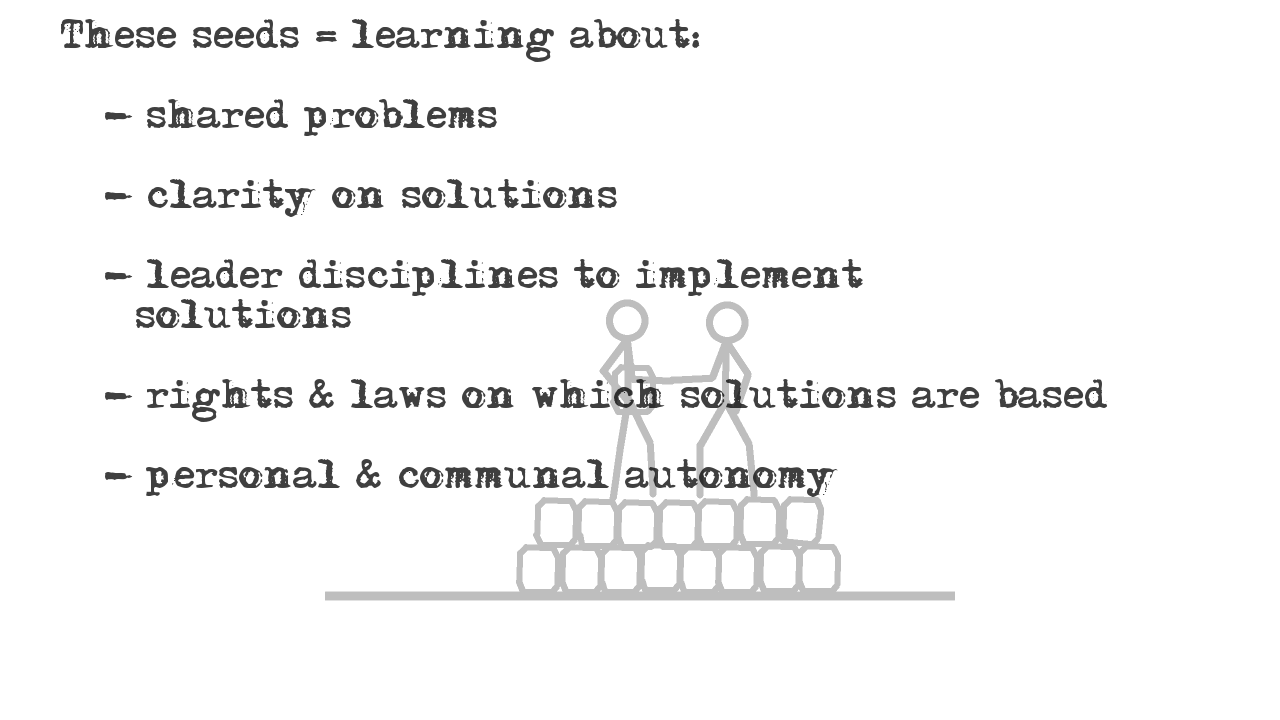 These seeds = learning about:
- shared problems
- clarity on solutions
- leader disciplines to implement
solutions
- rights & laws on which solutions are based
- personal & communal autonomy